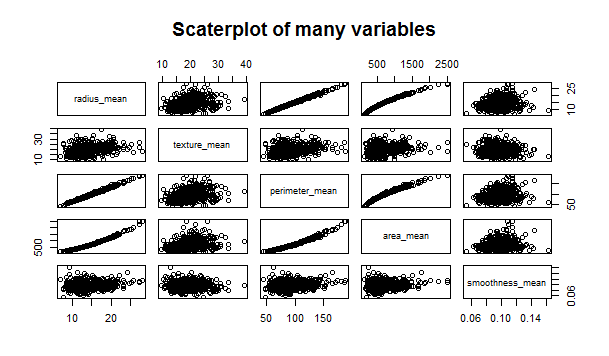 Scaterplot of many variables
10 20 30 40 500 1500 2500
radius_mean 10 25
10 30 texture_mean
perimeter_mean 50
500 area_mean
smoothness_mean 0.06
10 20 50 100 150 0.06 0.10 0.14